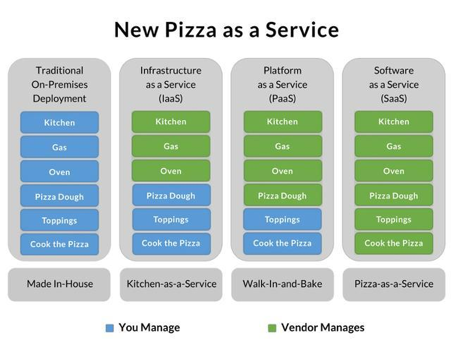 New Pizza as a Service
Traditional
On-Premises
Deployment
Kitchen
Gas
Oven
Pizza Dough
Toppings
Cook the Pizza
Made In-House
Infrastructure
as a Service
(IaaS)
Kitchen
Gas
Oven
Pizza Dough
Toppings
Cook the Pizza
Kitchen-as-a-Service
Platform
as a Service
(PaaS)
Kitchen
Gas
Oven
Pizza Dough
Toppings
Cook the Pizza
Walk-In-and-Bake
Software
as a Service
(SaaS)
Kitchen
Gas
Oven
Pizza Dough
Toppings
Cook the Pizza
Pizza-as-a-Service
You Manage
Vendor Manages